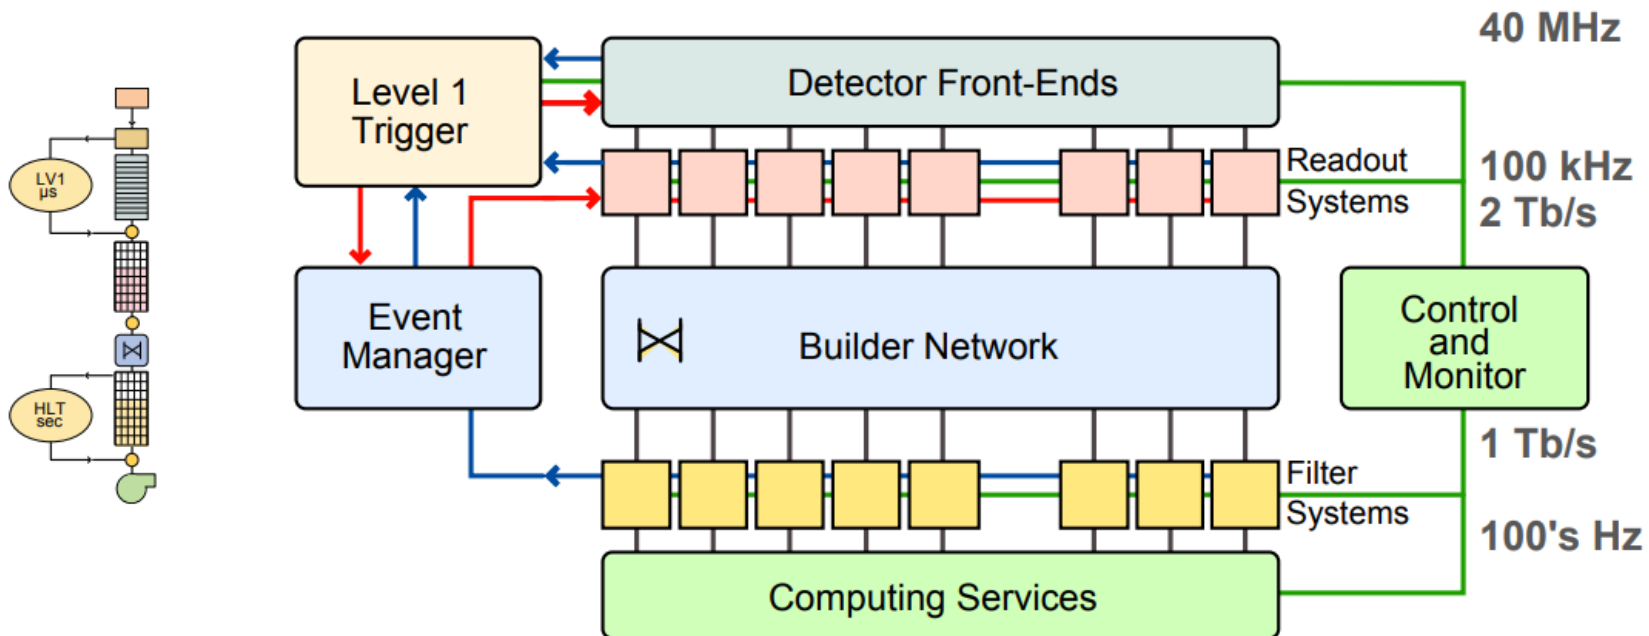 40 MHz
Level 1
Trigger
Detector Front-Ends
LV1
µs
Readout
Systems
100 kHz
2 Tb/s
Event
Manager
Builder Network
Control
and
Monitor
HLT
sec
1 Tb/s
Filter
Systems
100's Hz
Computing Services